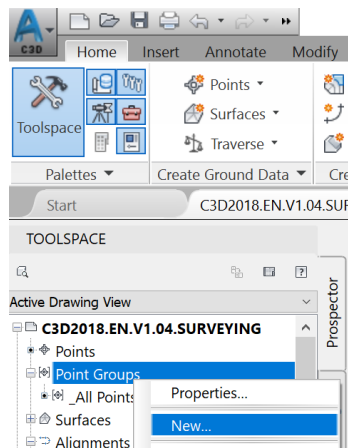 C3D
Home Insert Annotate Modify
Toolspace
Points
Surfaces
Traverse
Palettes Create Ground Data
Start C3D2018.EN.V1.04.SUR
TOOLSPACE
Active Drawing View
Prospector
C3D2018.EN.V1.04.SURVEYING
Points
Point Groups
_All Points
Properties...
New...
Surfaces
Alignments